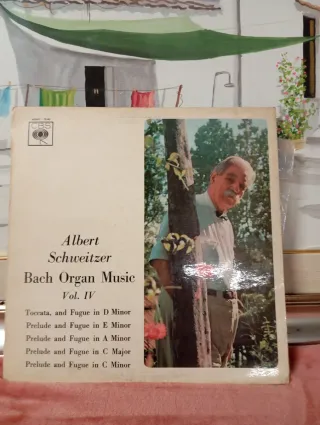 CBS
Albert
Schweitzer
Bach Organ Music
Vol. IV
Toccata, and Fugue in D Minor
Prelude and Fugue in E Minor
Prelude and Fugue in A Minor
Prelude and Fugue in C Major
Prelude and Fugue in C Minor